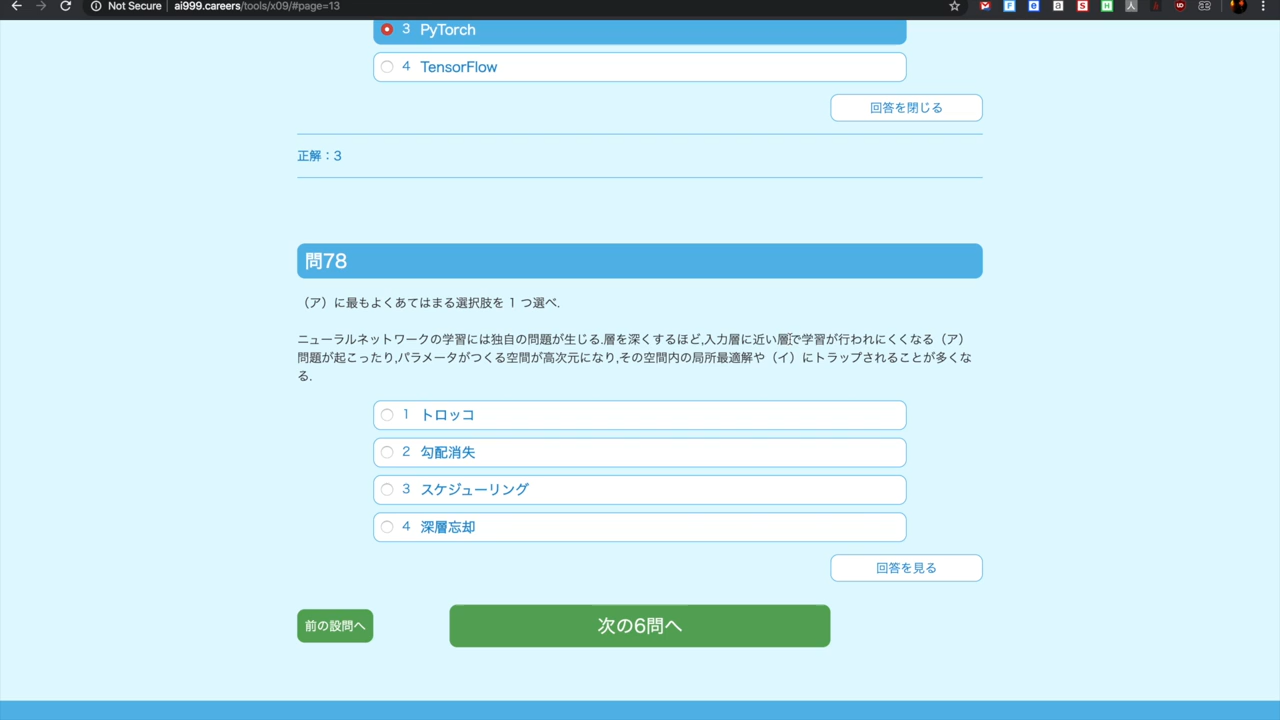 Not Secure | ai999.careers/tools/x09/#page=13
3 PyTorch
4 TensorFlow
回答を閉じる
正解：3
問78
（ア）に最もよくあてはまる選択肢を 1 つ選べ.
ニューラルネットワークの学習には独自の問題が生じる.層を深くするほど,入力層に近い層で学習が行われにくくなる（ア）
問題が起こったり,パラメータがつくる空間が高次元になり,その空間内の局所最適解や（イ）にトラップされることが多くな
る.
1 トロッコ
2 勾配消失
3 スケジューリング
4 深層忘却
回答を見る
前の設問へ
次の6問へ